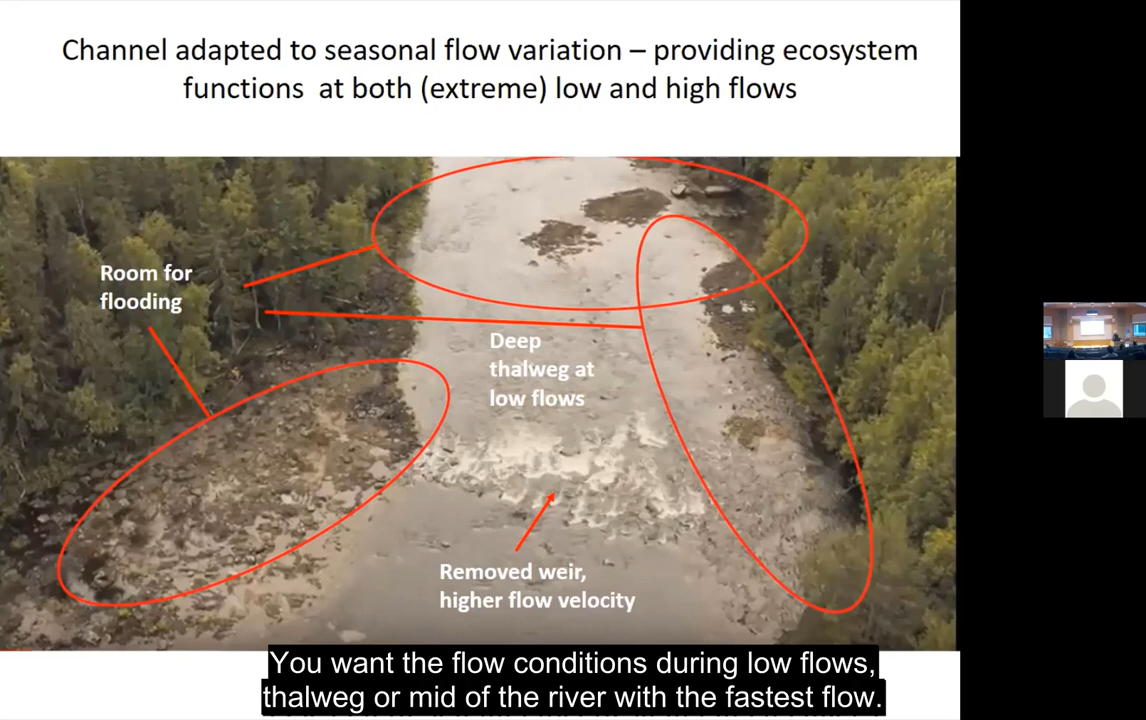 Channel adapted to seasonal flow variation – providing ecosystem
functions at both (extreme) low and high flows
Room for
flooding
Deep
thalweg at
low flows
Removed weir,
higher flow velocity
You want the flow conditions during low flows,
thalweg or mid of the river with the fastest flow.